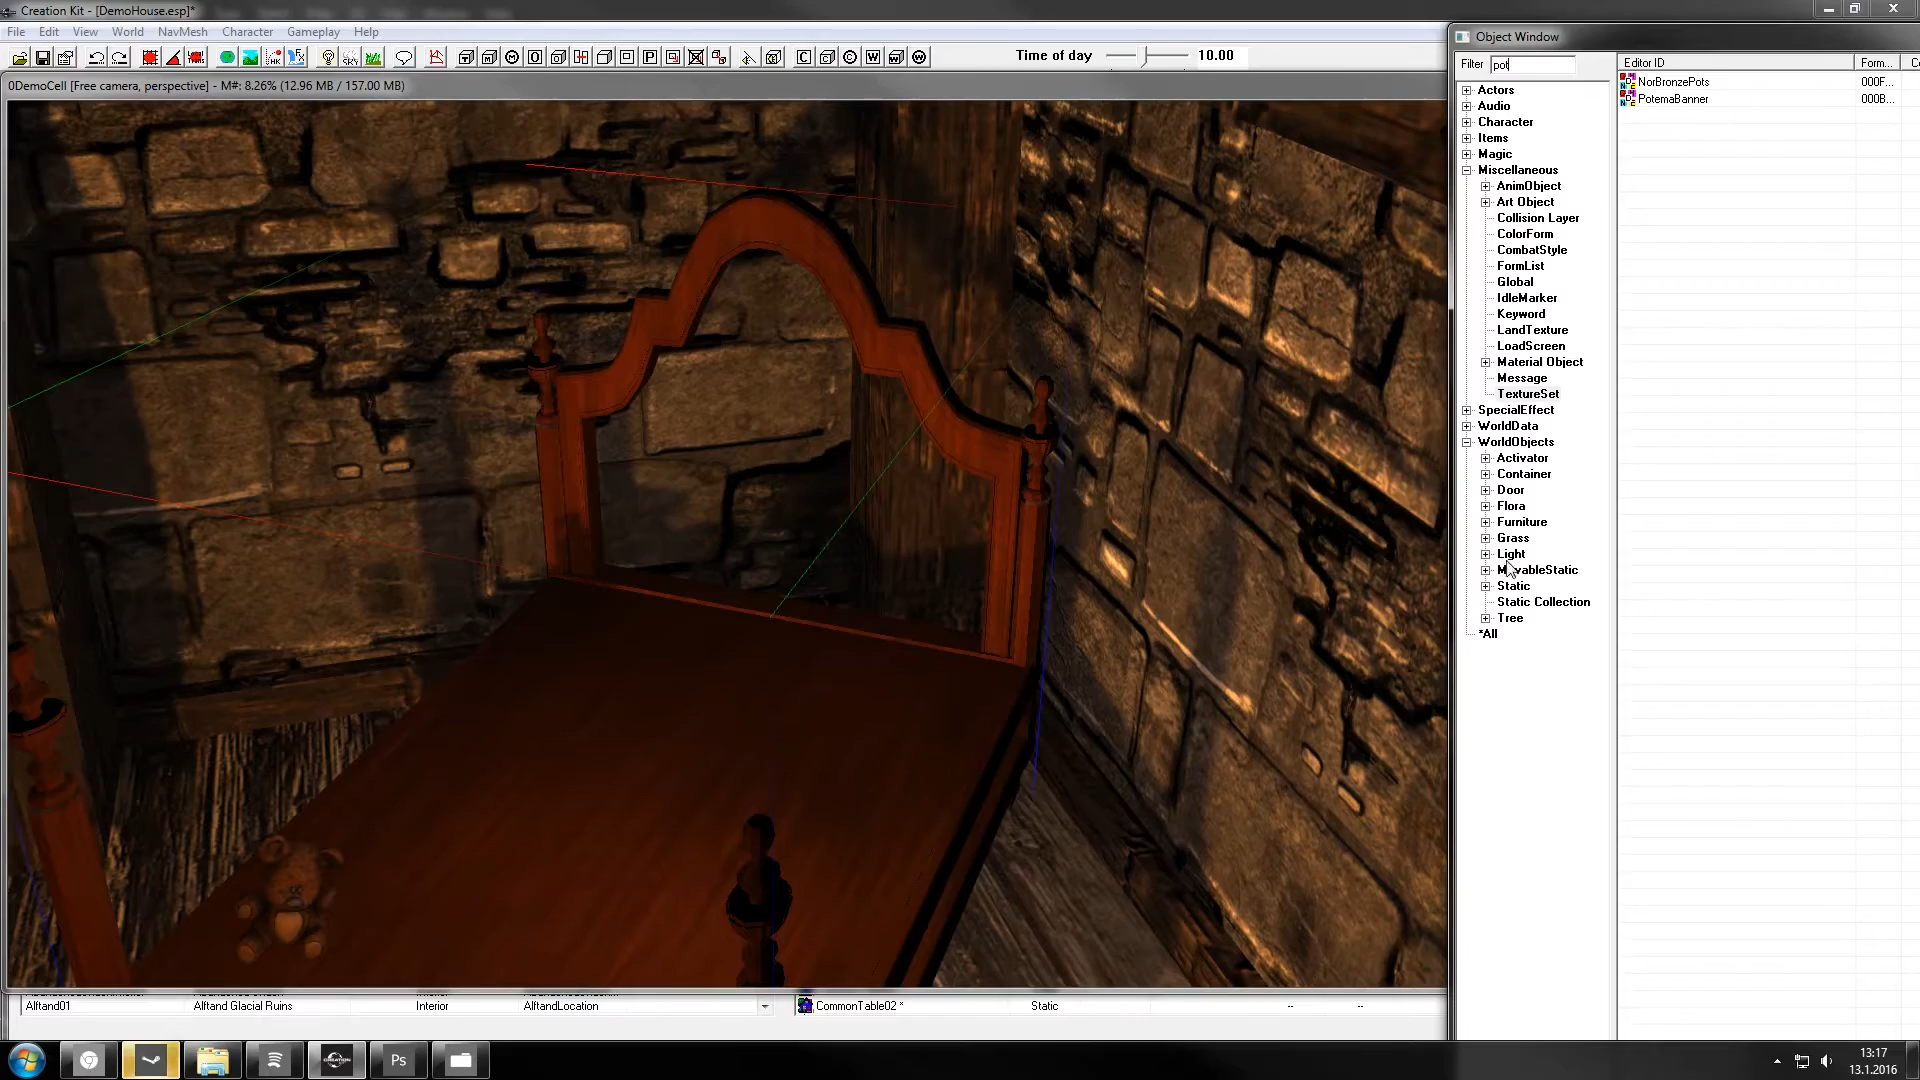 Creation Kit - [DemoHouse.esp]*
File Edit View World NavMesh Character Gameplay Help
Time of day 10.00
0DemoCell [Free camera, perspective] - M#: 8.26% (12.96 MB / 157.00 MB)
Object Window
Filter pot
Actors
Audio
Character
Items
Magic
Miscellaneous
AnimObject
Art Object
Collision Layer
ColorForm
CombatStyle
FormList
Global
IdleMarker
Keyword
LandTexture
LoadScreen
Material Object
Message
TextureSet
SpecialEffect
WorldData
WorldObjects
Activator
Container
Door
Flora
Furniture
Grass
Light
MovableStatic
Static
Static Collection
Tree
*All
Editor ID Form...
NorBronzePots 000F...
PotemaBanner 000B...
Alftand01 Alftand Glacial Ruins Interior AlftandLocation
CommonTable02 * Static -- --
CREATION
Ps
13:17
13.1.2016